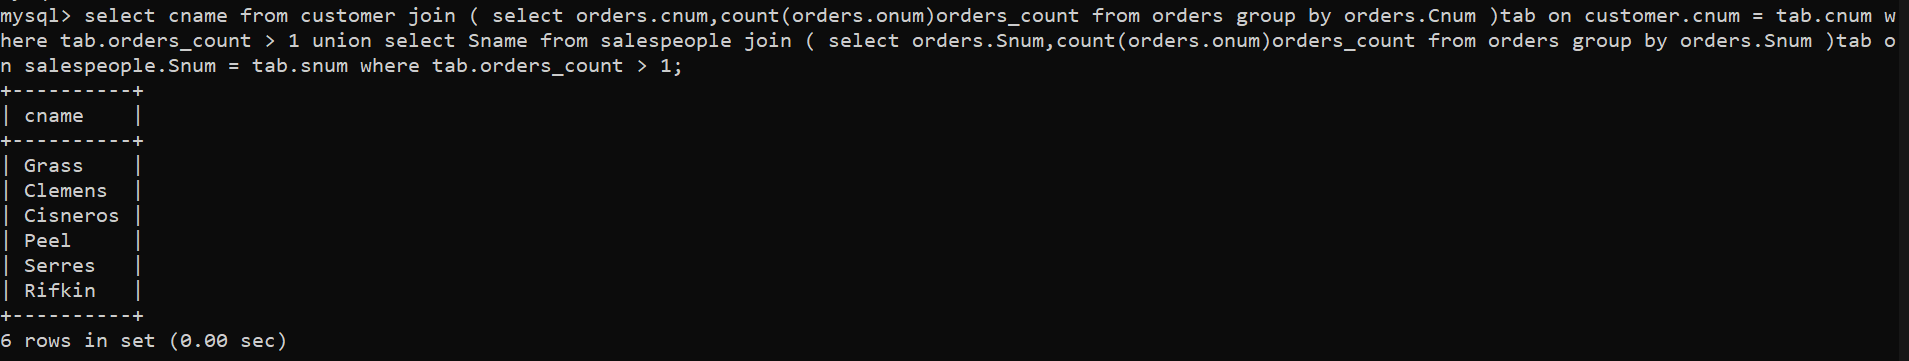 mysql> select cname from customer join ( select orders.cnum,count(orders.onum)orders_count from orders group by orders.Cnum )tab on customer.cnum = tab.cnum w
here tab.orders_count > 1 union select Sname from salespeople join ( select orders.Snum,count(orders.onum)orders_count from orders group by orders.Snum )tab o
n salespeople.Snum = tab.snum where tab.orders_count > 1;
+----------+
| cname    |
+----------+
| Grass    |
| Clemens  |
| Cisneros |
| Peel     |
| Serres   |
| Rifkin   |
+----------+
6 rows in set (0.00 sec)